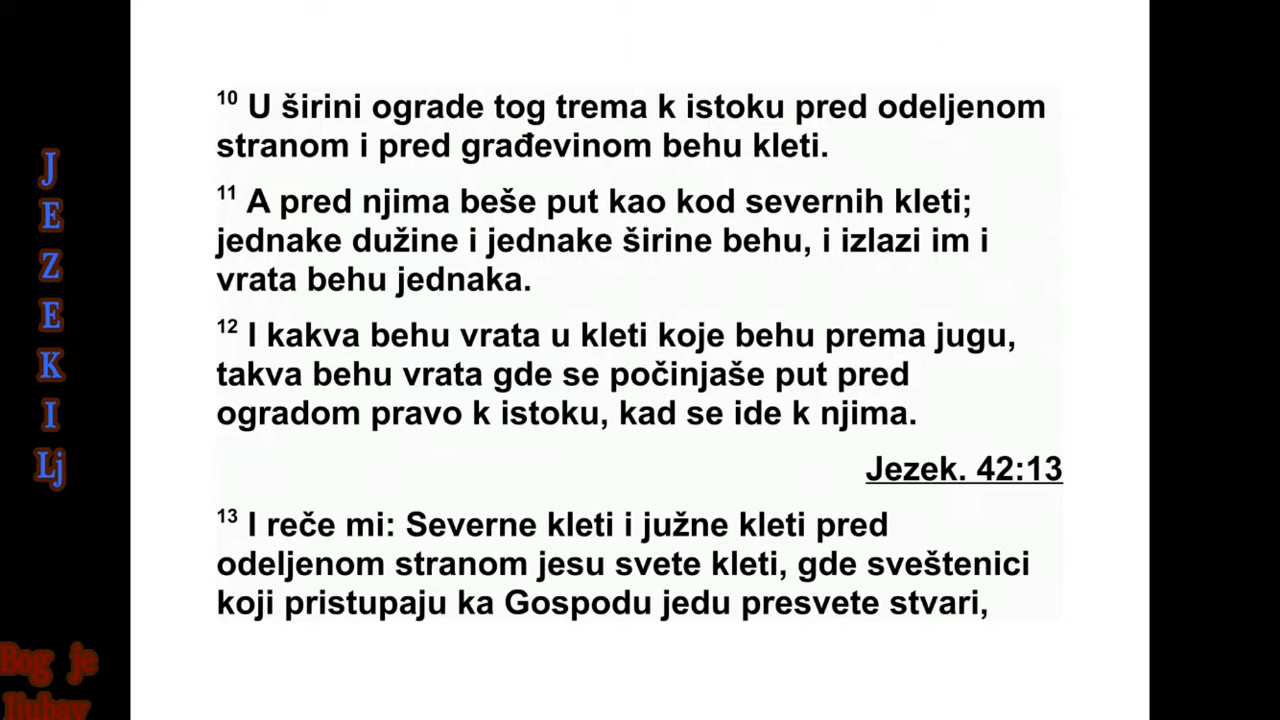 J
E
Z
E
K
I
Lj
Bog je
ljubav
10 U širini ograde tog trema k istoku pred odeljenom
stranom i pred građevinom behu kleti.
11 A pred njima beše put kao kod severnih kleti;
jednake dužine i jednake širine behu, i izlazi im i
vrata behu jednaka.
12 I kakva behu vrata u kleti koje behu prema jugu,
takva behu vrata gde se počinjaše put pred
ogradom pravo k istoku, kad se ide k njima.
Jezek. 42:13
13 I reče mi: Severne kleti i južne kleti pred
odeljenom stranom jesu svete kleti, gde sveštenici
koji pristupaju ka Gospodu jedu presvete stvari,